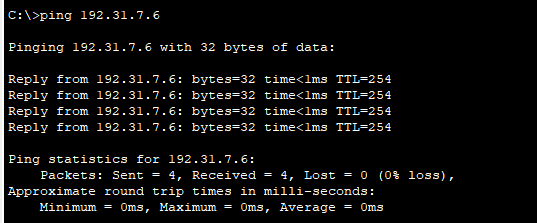 C:\>ping 192.31.7.6
Pinging 192.31.7.6 with 32 bytes of data:
Reply from 192.31.7.6: bytes=32 time<1ms TTL=254
Reply from 192.31.7.6: bytes=32 time<1ms TTL=254
Reply from 192.31.7.6: bytes=32 time<1ms TTL=254
Reply from 192.31.7.6: bytes=32 time<1ms TTL=254
Ping statistics for 192.31.7.6:
    Packets: Sent = 4, Received = 4, Lost = 0 (0% loss),
Approximate round trip times in milli-seconds:
    Minimum = 0ms, Maximum = 0ms, Average = 0ms